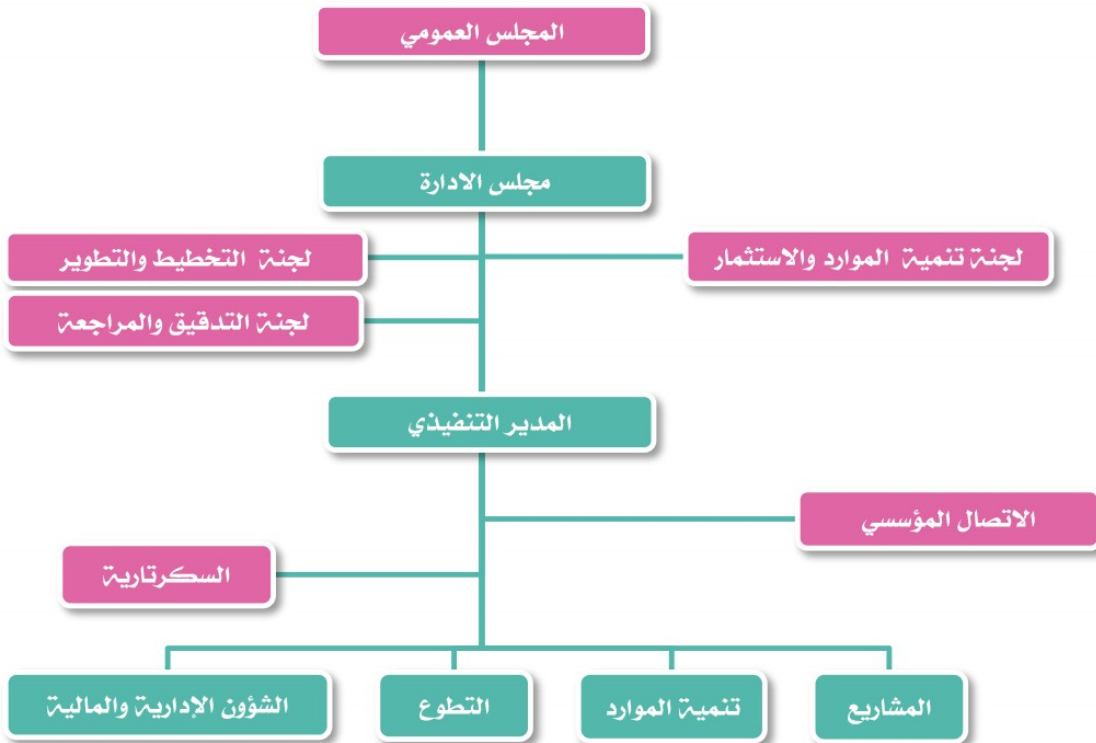 المجلس العمومي
مجلس الادارة
لجنة تنمية الموارد والاستثمار
لجنة التخطيط والتطوير
لجنة التدقيق والمراجعة
المدير التنفيذي
الاتصال المؤسسي
السكرتارية
المشاريع
تنمية الموارد
التطوع
الشؤون الإدارية والمالية